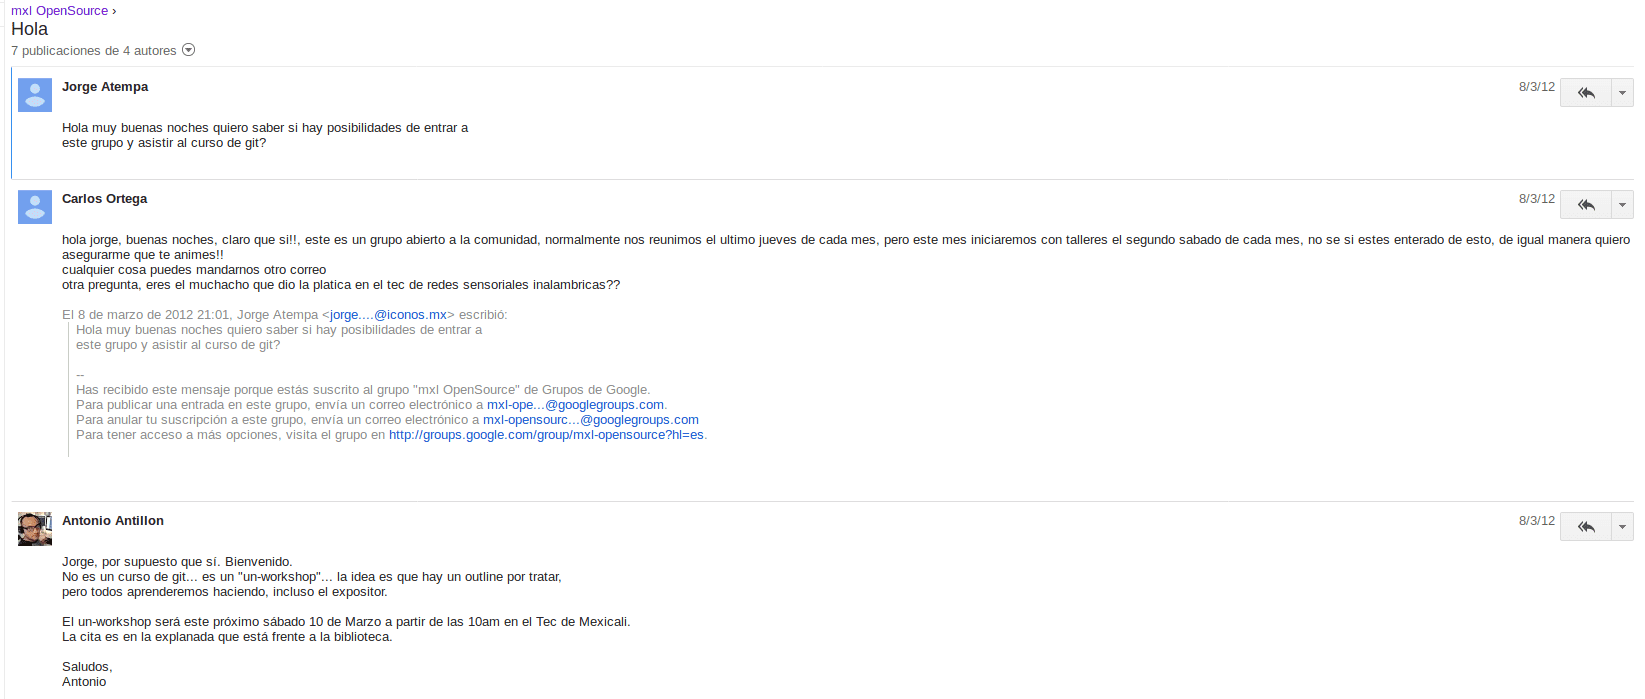 mxl OpenSource ›
Hola
7 publicaciones de 4 autores
Jorge Atempa
8/3/12
Hola muy buenas noches quiero saber si hay posibilidades de entrar a
este grupo y asistir al curso de git?
Carlos Ortega
8/3/12
hola jorge, buenas noches, claro que si!!, este es un grupo abierto a la comunidad, normalmente nos reunimos el ultimo jueves de cada mes, pero este mes iniciaremos con talleres el segundo sabado de cada mes, no se si estes enterado de esto, de igual manera quiero
asegurarme que te animes!!
cualquier cosa puedes mandarnos otro correo
otra pregunta, eres el muchacho que dio la platica en el tec de redes sensoriales inalambricas??
El 8 de marzo de 2012 21:01, Jorge Atempa <jorge....@iconos.mx> escribió:
Hola muy buenas noches quiero saber si hay posibilidades de entrar a
este grupo y asistir al curso de git?
--
Has recibido este mensaje porque estás suscrito al grupo "mxl OpenSource" de Grupos de Google.
Para publicar una entrada en este grupo, envía un correo electrónico a mxl-ope...@googlegroups.com.
Para anular tu suscripción a este grupo, envía un correo electrónico a mxl-opensourc...@googlegroups.com
Para tener acceso a más opciones, visita el grupo en http://groups.google.com/group/mxl-opensource?hl=es.
Antonio Antillon
8/3/12
Jorge, por supuesto que sí. Bienvenido.
No es un curso de git... es un "un-workshop"... la idea es que hay un outline por tratar,
pero todos aprenderemos haciendo, incluso el expositor.
El un-workshop será este próximo sábado 10 de Marzo a partir de las 10am en el Tec de Mexicali.
La cita es en la explanada que está frente a la biblioteca.
Saludos,
Antonio